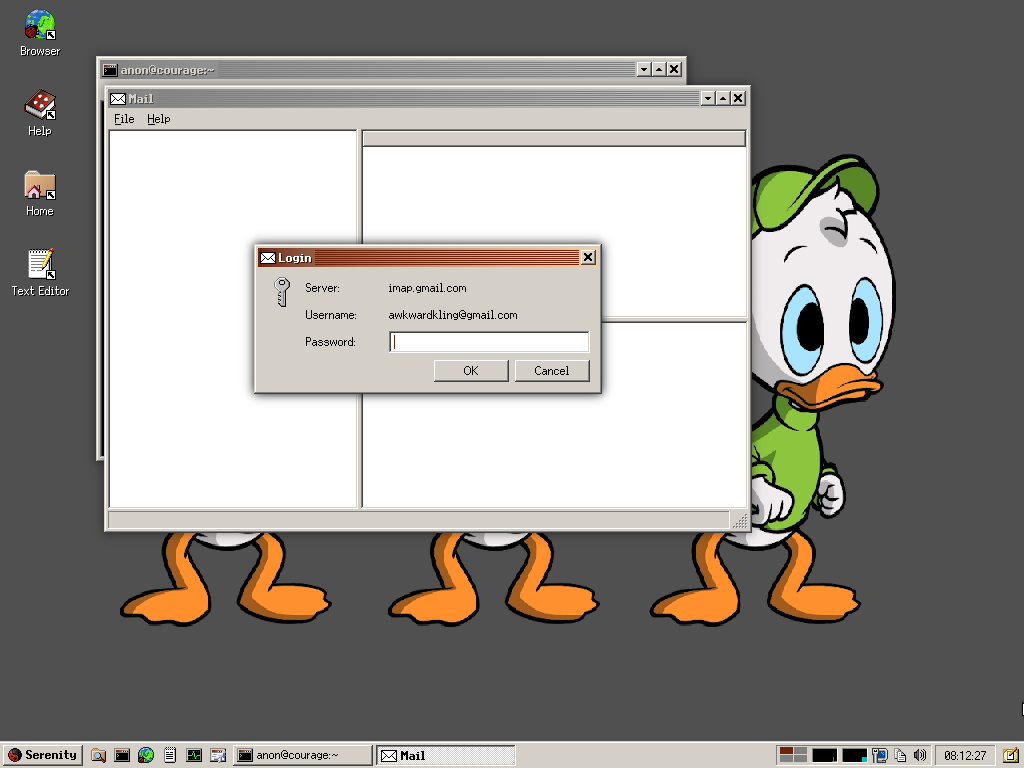 Browser
Help
Home
Text Editor
anon@courage:~
Mail
File Help
Login
Server: imap.gmail.com
Username: awkwardkling@gmail.com
Password:
OK Cancel
Serenity anon@courage:~ Mail 08:12:27